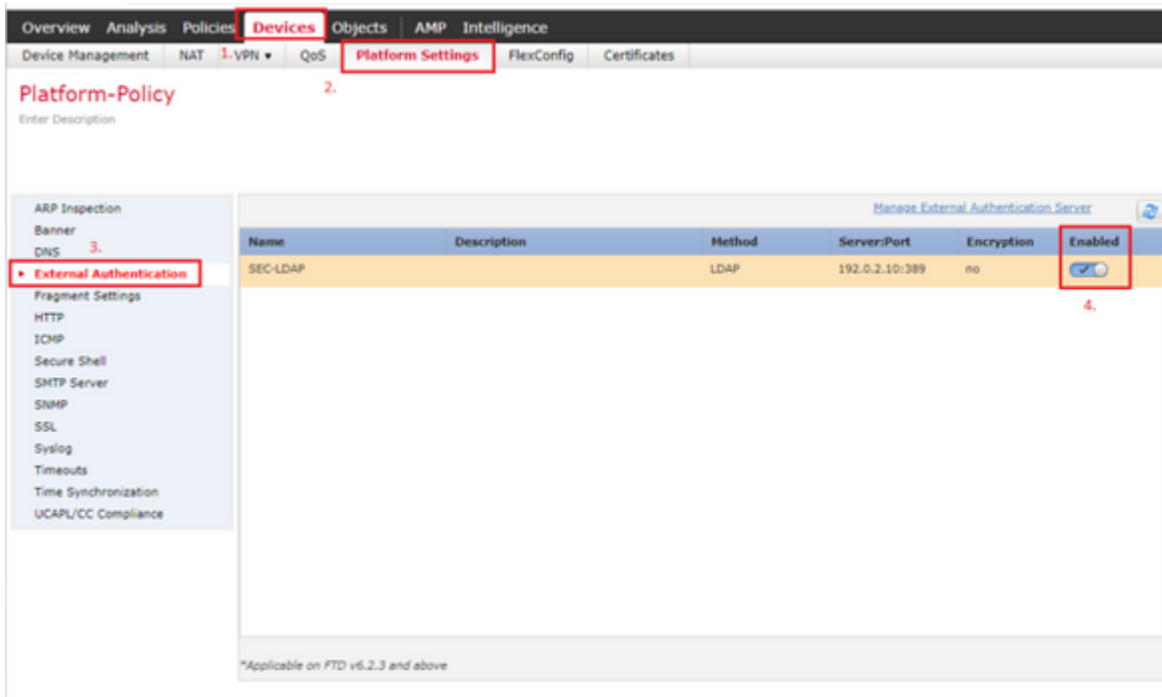 Overview Analysis Policies Devices Objects AMP Intelligence
Device Management NAT 1. VPN QoS Platform Settings FlexConfig Certificates
2.
Platform-Policy
Enter Description
ARP Inspection
Banner
DNS
3.
External Authentication
Fragment Settings
HTTP
ICMP
Secure Shell
SMTP Server
SNMP
SSL
Syslog
Timeouts
Time Synchronization
UCAPL/CC Compliance
Manage External Authentication Server
Name Description Method Server:Port Encryption Enabled
SEC-LDAP LDAP 192.0.2.10:389 no
4.
*Applicable on FTD v6.2.3 and above